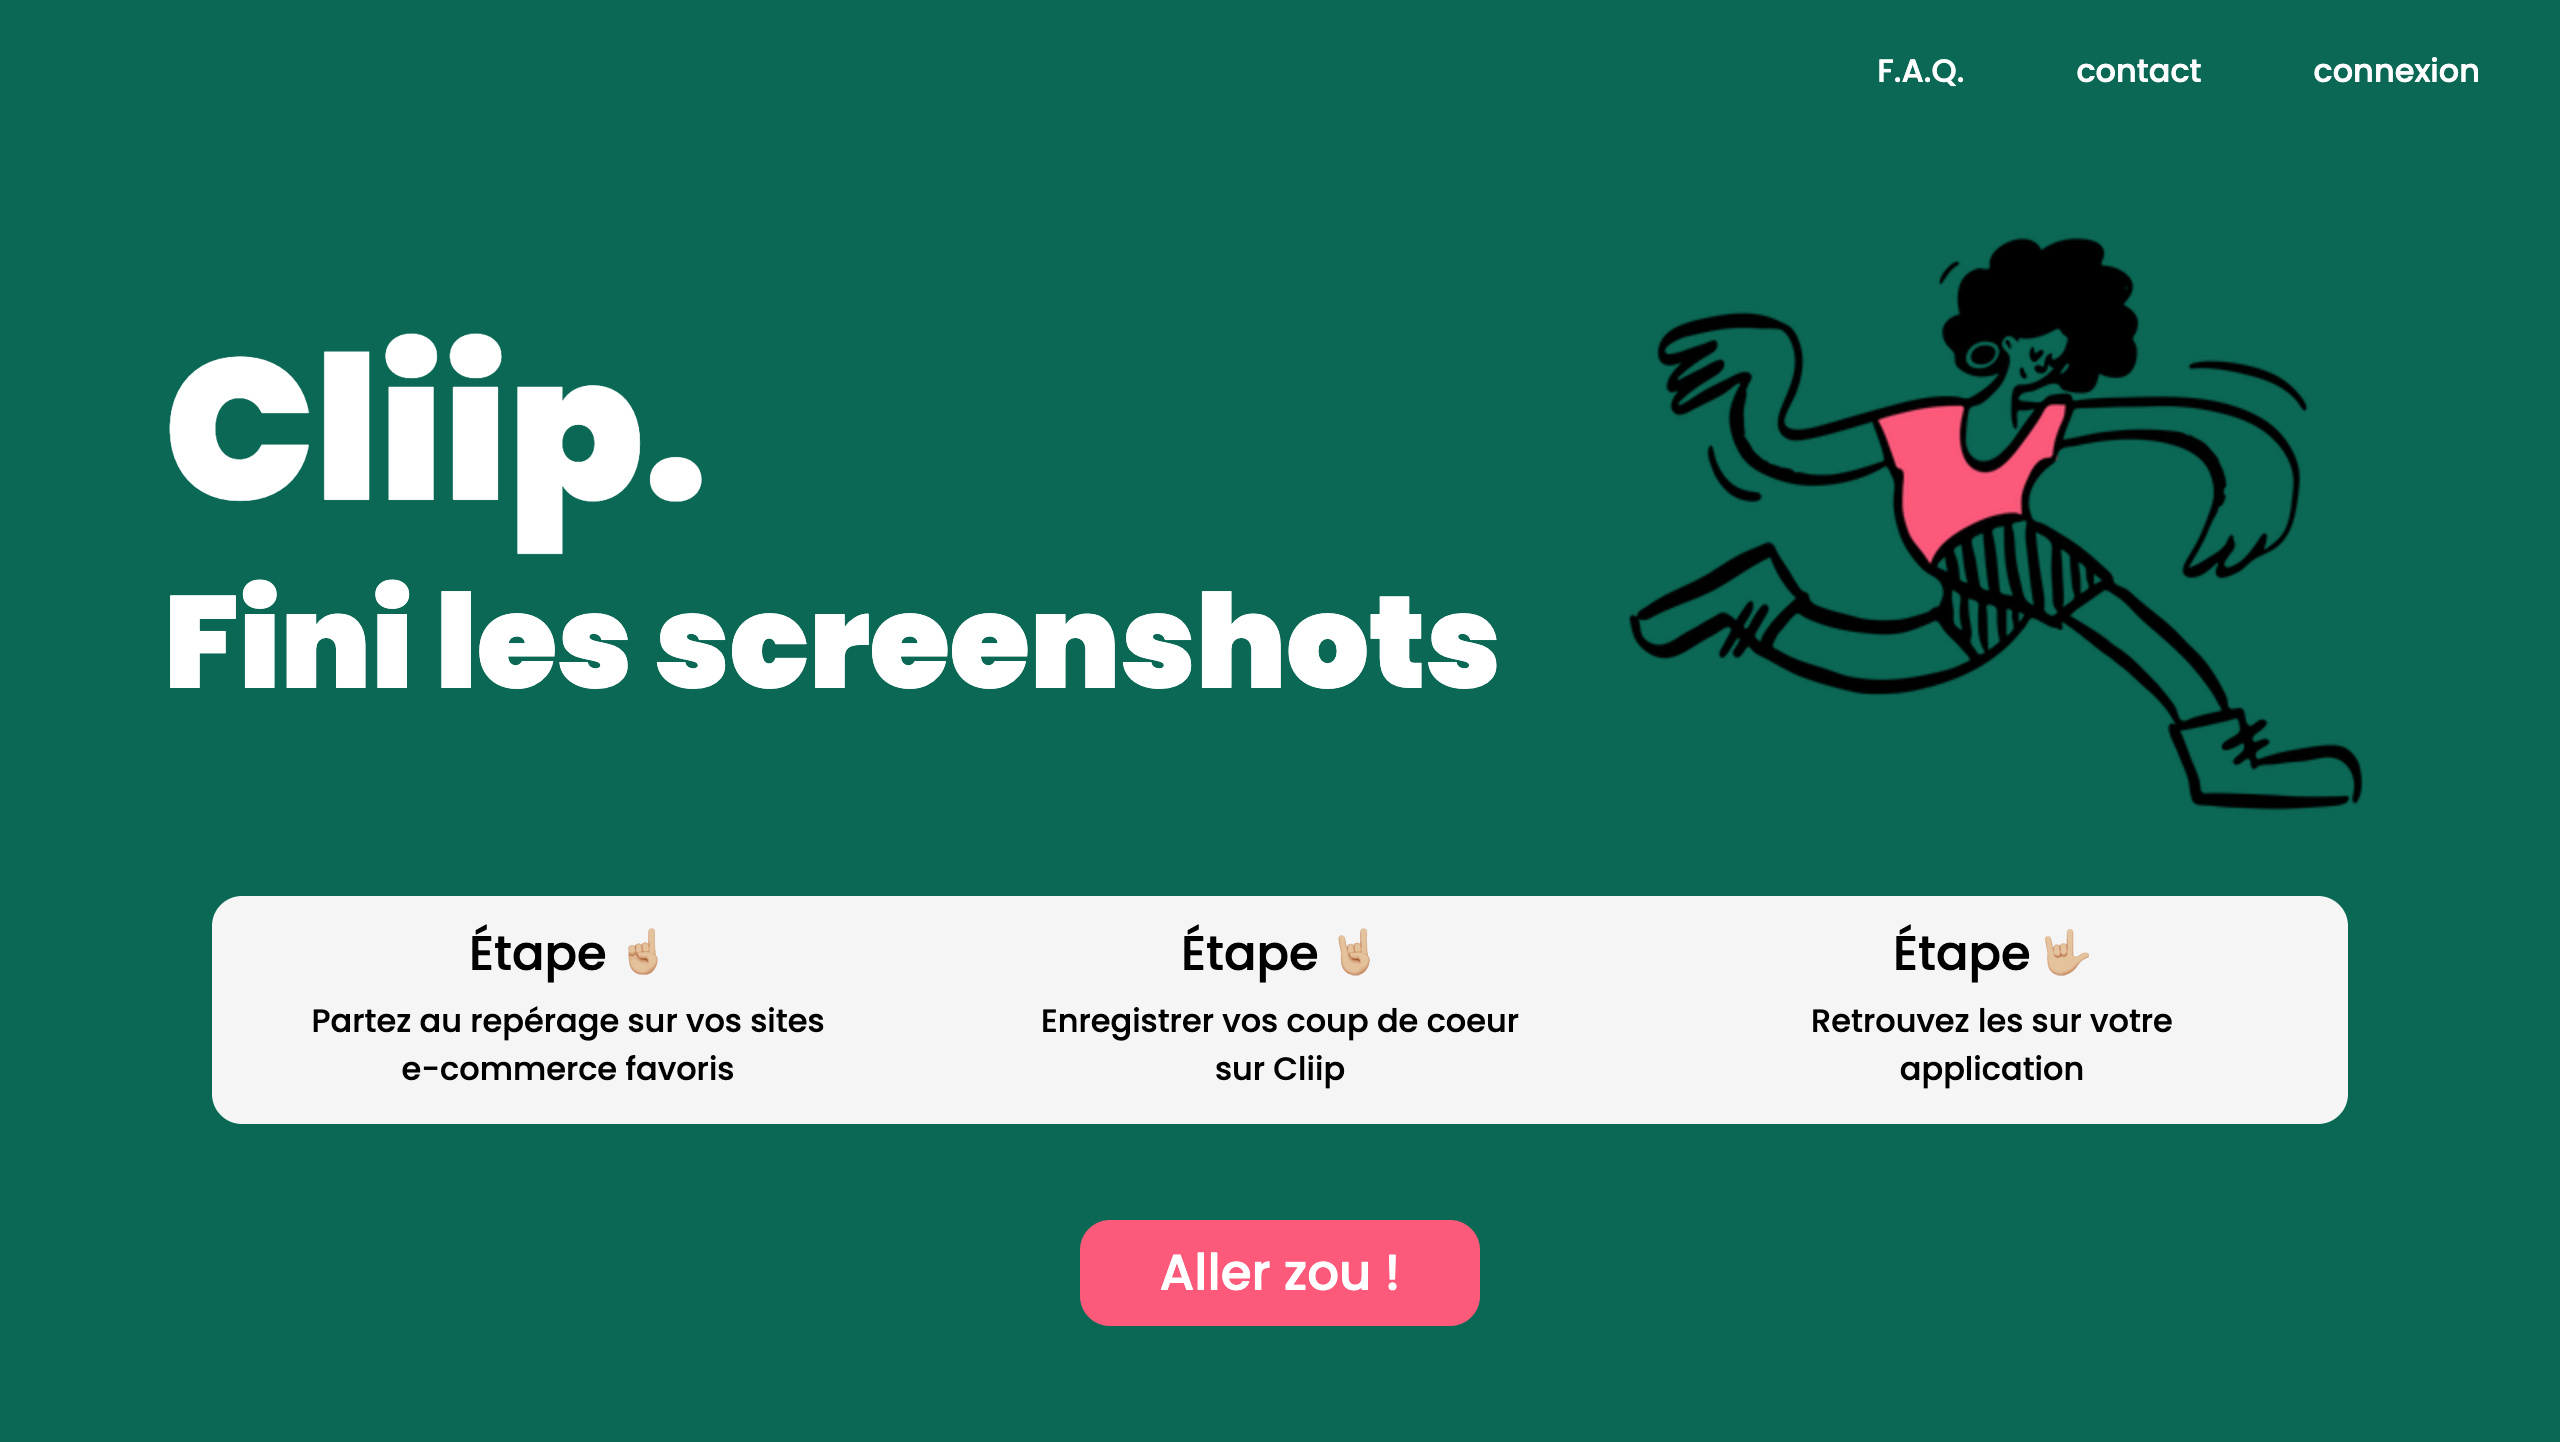 F.A.Q. contact connexion
Cliip.
Fini les screenshots
Étape ☝🏼
Partez au repérage sur vos sites
e-commerce favoris
Étape 🤘🏼
Enregistrer vos coup de coeur
sur Cliip
Étape 🤟🏼
Retrouvez les sur votre
application
Aller zou !